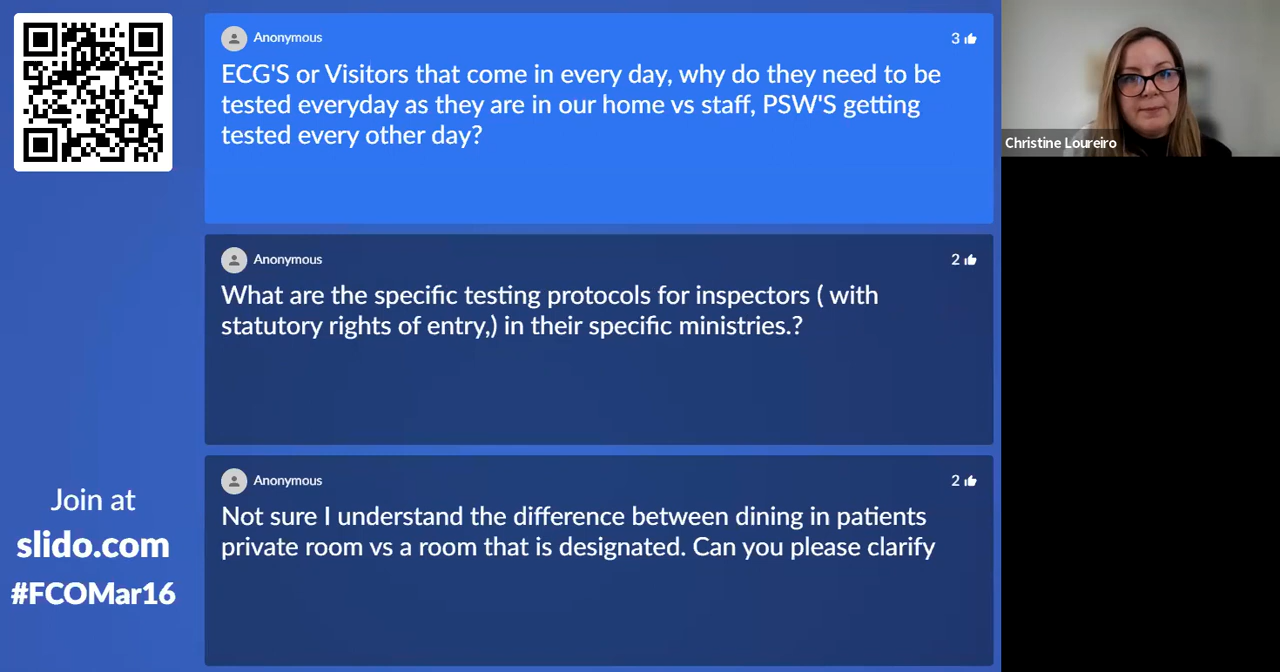 Anonymous
3
ECG'S or Visitors that come in every day, why do they need to be
tested everyday as they are in our home vs staff, PSW'S getting
tested every other day?
Anonymous
2
What are the specific testing protocols for inspectors ( with
statutory rights of entry,) in their specific ministries.?
Anonymous
2
Not sure I understand the difference between dining in patients
private room vs a room that is designated. Can you please clarify
Join at
slido.com
#FCOMar16
Christine Loureiro